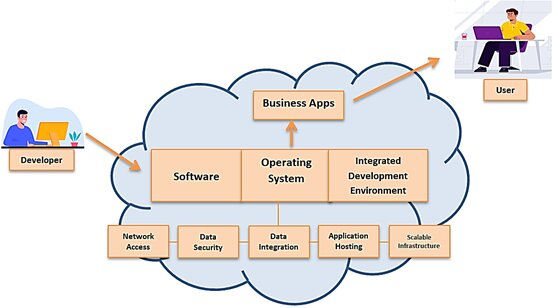 User
Business Apps
Developer
Software
Operating
System
Integrated
Development
Environment
Network
Access
Data
Security
Data
Integration
Application
Hosting
Scalable
Infrastructure